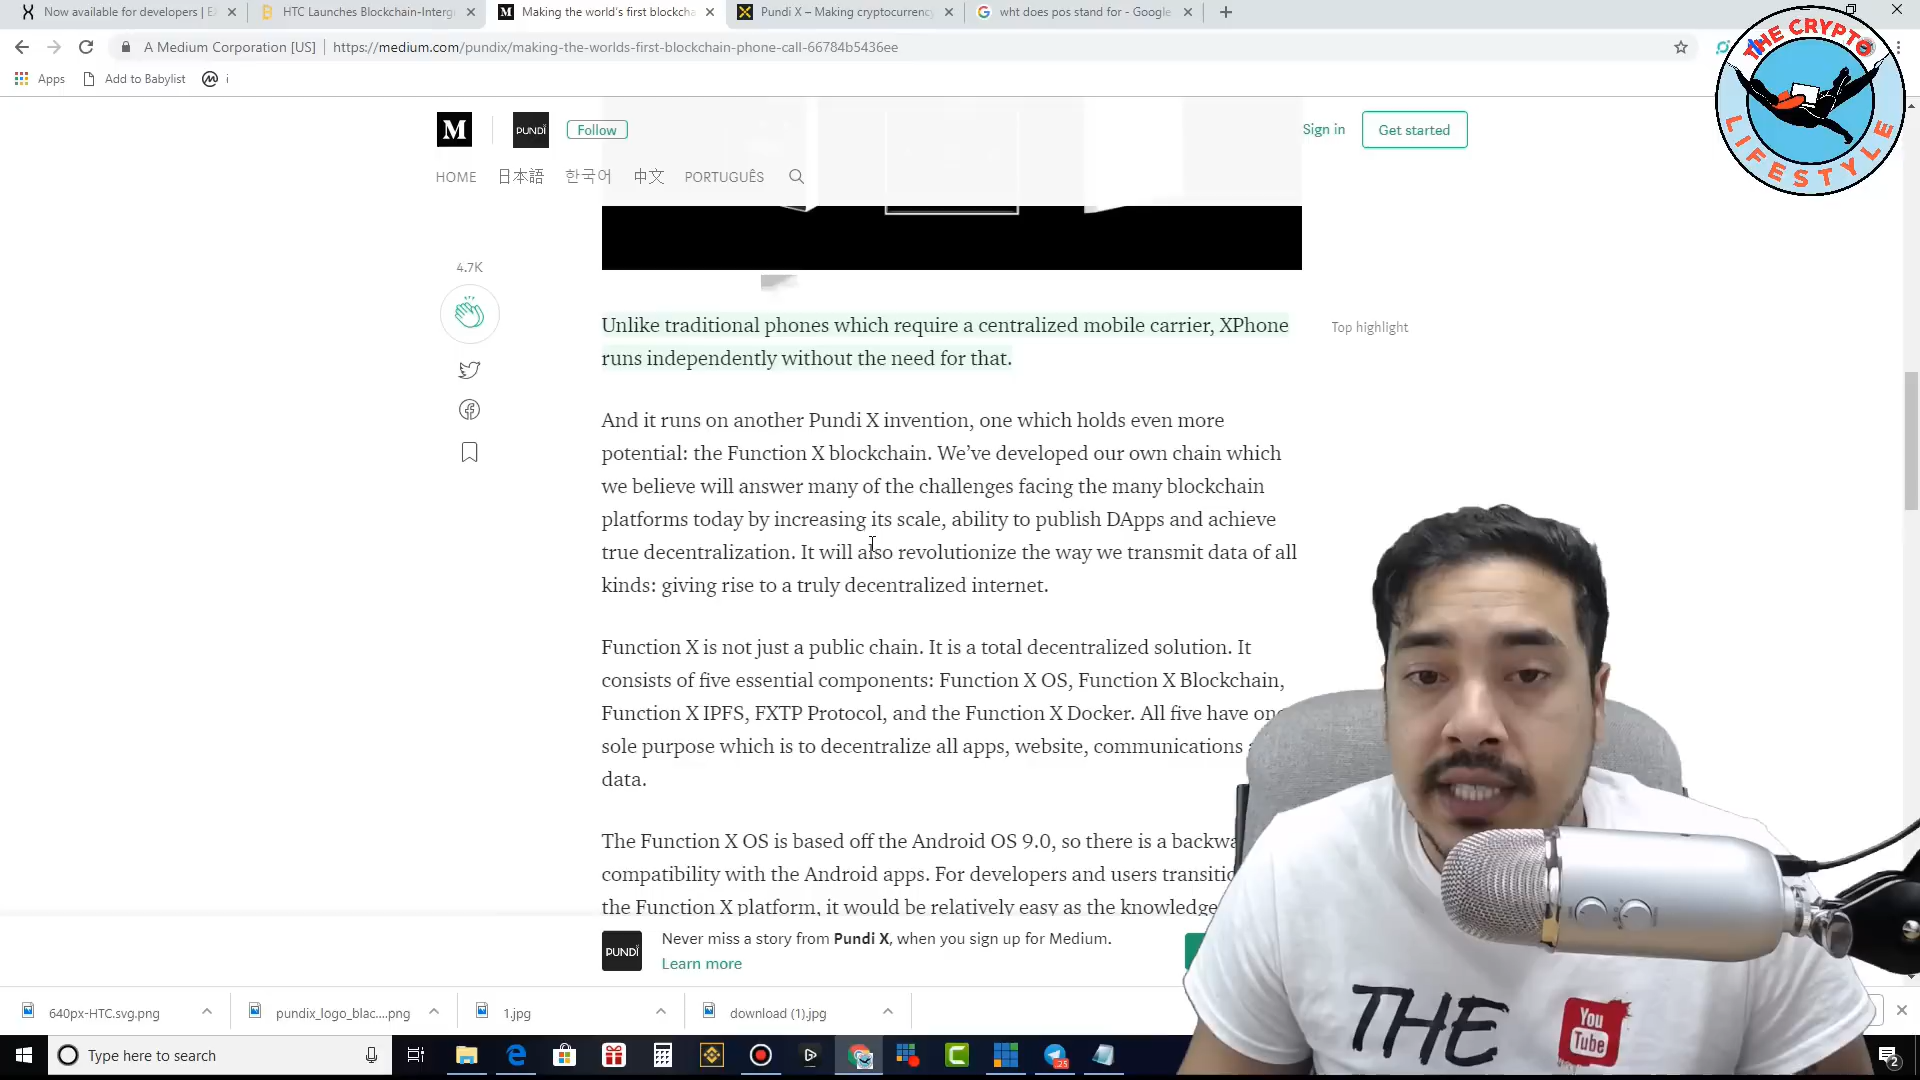 Now available for developers | E
HTC Launches Blockchain-Intergr
Making the world's first blockcha
Pundi X – Making cryptocurrency
wht does pos stand for - Google
A Medium Corporation [US]
https://medium.com/pundix/making-the-worlds-first-blockchain-phone-call-66784b5436ee
Apps
Add to Babylist
i
THE CRYPTO
LIFESTYLE
M
PUNDI
Follow
Sign in
Get started
HOME
日本語
한국어
中文
PORTUGUÊS
4.7K
Unlike traditional phones which require a centralized mobile carrier, XPhone
runs independently without the need for that.
Top highlight
And it runs on another Pundi X invention, one which holds even more
potential: the Function X blockchain. We've developed our own chain which
we believe will answer many of the challenges facing the many blockchain
platforms today by increasing its scale, ability to publish DApps and achieve
true decentralization. It will also revolutionize the way we transmit data of all
kinds: giving rise to a truly decentralized internet.
Function X is not just a public chain. It is a total decentralized solution. It
consists of five essential components: Function X OS, Function X Blockchain,
Function X IPFS, FXTP Protocol, and the Function X Docker. All five have one
sole purpose which is to decentralize all apps, website, communications a
data.
The Function X OS is based off the Android OS 9.0, so there is a backwa
compatibility with the Android apps. For developers and users transitio
the Function X platform, it would be relatively easy as the knowledge
PUNDI
Never miss a story from Pundi X, when you sign up for Medium.
Learn more
640px-HTC.svg.png
pundix_logo_blac....png
1.jpg
download (1).jpg
Type here to search
25
2
THE
You
Tube